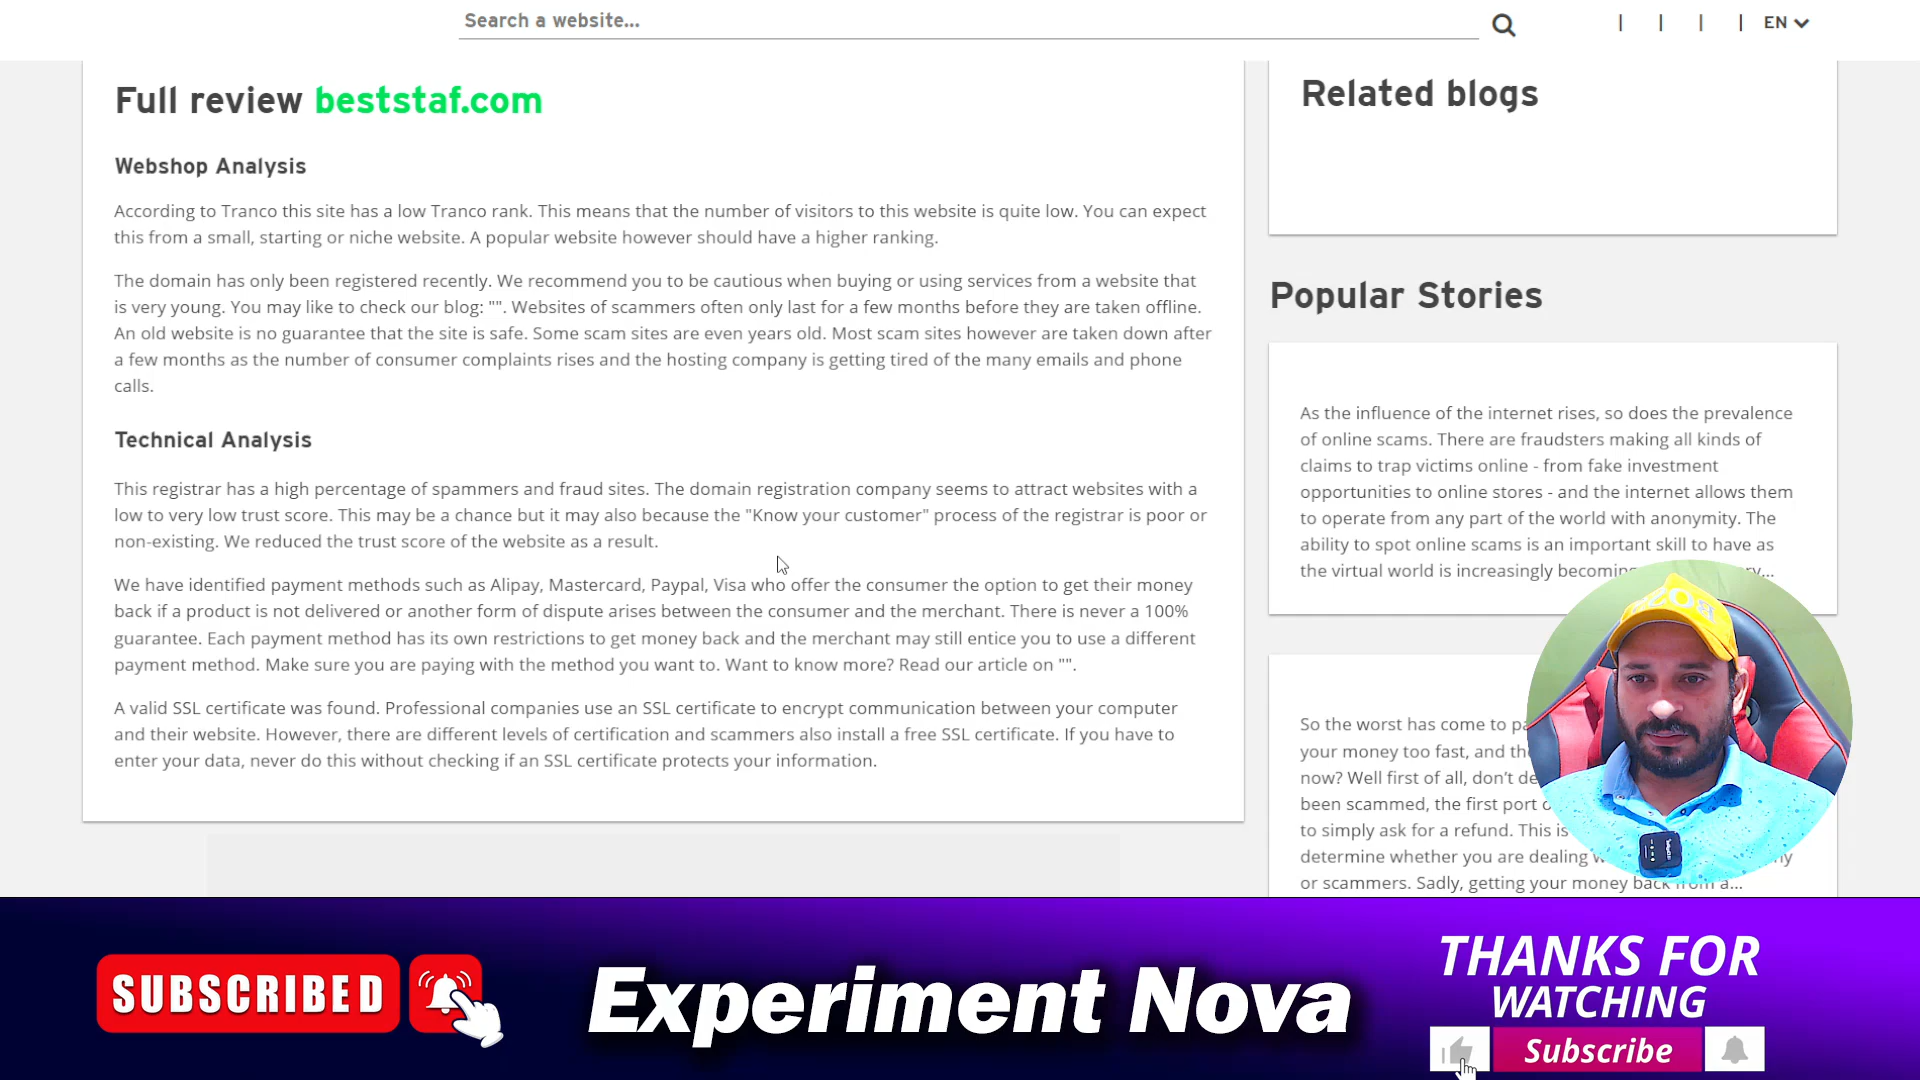 Search a website...
EN
Full review beststaf.com
Webshop Analysis
According to Tranco this site has a low Tranco rank. This means that the number of visitors to this website is quite low. You can expect
this from a small, starting or niche website. A popular website however should have a higher ranking.
The domain has only been registered recently. We recommend you to be cautious when buying or using services from a website that
is very young. You may like to check our blog: "". Websites of scammers often only last for a few months before they are taken offline.
An old website is no guarantee that the site is safe. Some scam sites are even years old. Most scam sites however are taken down after
a few months as the number of consumer complaints rises and the hosting company is getting tired of the many emails and phone
calls.
Technical Analysis
This registrar has a high percentage of spammers and fraud sites. The domain registration company seems to attract websites with a
low to very low trust score. This may be a chance but it may also because the "Know your customer" process of the registrar is poor or
non-existing. We reduced the trust score of the website as a result.
We have identified payment methods such as Alipay, Mastercard, Paypal, Visa who offer the consumer the option to get their money
back if a product is not delivered or another form of dispute arises between the consumer and the merchant. There is never a 100%
guarantee. Each payment method has its own restrictions to get money back and the merchant may still entice you to use a different
payment method. Make sure you are paying with the method you want to. Want to know more? Read our article on "".
A valid SSL certificate was found. Professional companies use an SSL certificate to encrypt communication between your computer
and their website. However, there are different levels of certification and scammers also install a free SSL certificate. If you have to
enter your data, never do this without checking if an SSL certificate protects your information.
Related blogs
Popular Stories
As the influence of the internet rises, so does the prevalence
of online scams. There are fraudsters making all kinds of
claims to trap victims online - from fake investment
opportunities to online stores - and the internet allows them
to operate from any part of the world with anonymity. The
ability to spot online scams is an important skill to have as
the virtual world is increasingly
So the worst has come to
your money too fast, and
now? Well first of all, don't
been scammed, the first port
to simply ask for a refund. This is
determine whether you are dealing
or scammers. Sadly, getting your money back from a...
SUBSCRIBED
Experiment Nova
THANKS FOR
WATCHING
Subscribe